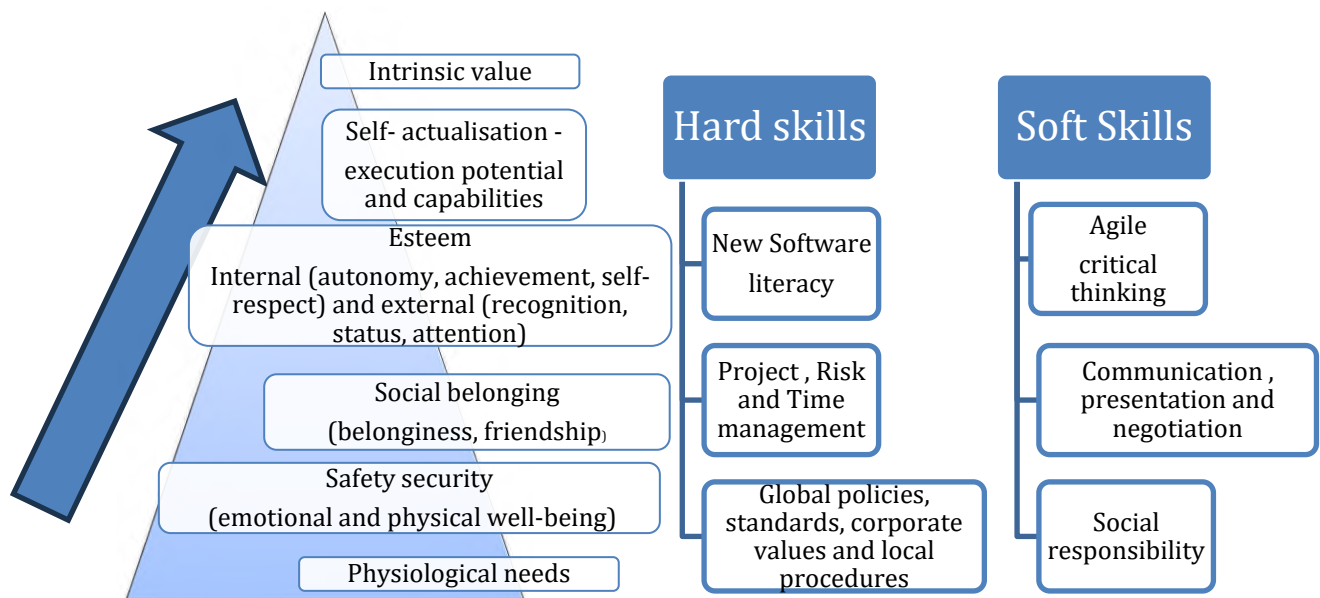 Intrinsic value
Self- actualisation -
execution potential
and capabilities
Esteem
Internal (autonomy, achievement, self-
respect) and external (recognition,
status, attention)
Social belonging
(belonginess, friendship)
Safety security
(emotional and physical well-being)
Physiological needs
Hard skills
New Software
literacy
Project , Risk
and Time
management
Global policies,
standards, corporate
values and local
procedures
Soft Skills
Agile
critical
thinking
Communication ,
presentation and
negotiation
Social
responsibility